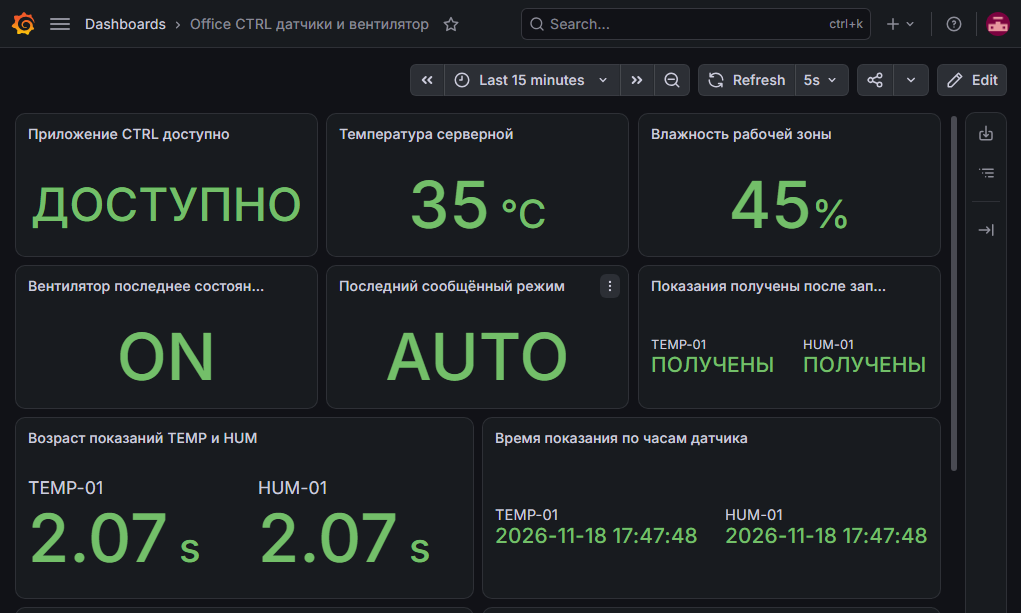 Dashboards › Office CTRL датчики и вентилятор
Search... ctrl+k
Last 15 minutes Refresh 5s Edit
Приложение CTRL доступно
ДОСТУПНО
Температура серверной
35 °C
Влажность рабочей зоны
45%
Вентилятор последнее состоян...
ON
Последний сообщённый режим
AUTO
Показания получены после зап...
TEMP-01 HUM-01
ПОЛУЧЕНЫ ПОЛУЧЕНЫ
Возраст показаний TEMP и HUM
TEMP-01 HUM-01
2.07 s 2.07 s
Время показания по часам датчика
TEMP-01 HUM-01
2026-11-18 17:47:48 2026-11-18 17:47:48